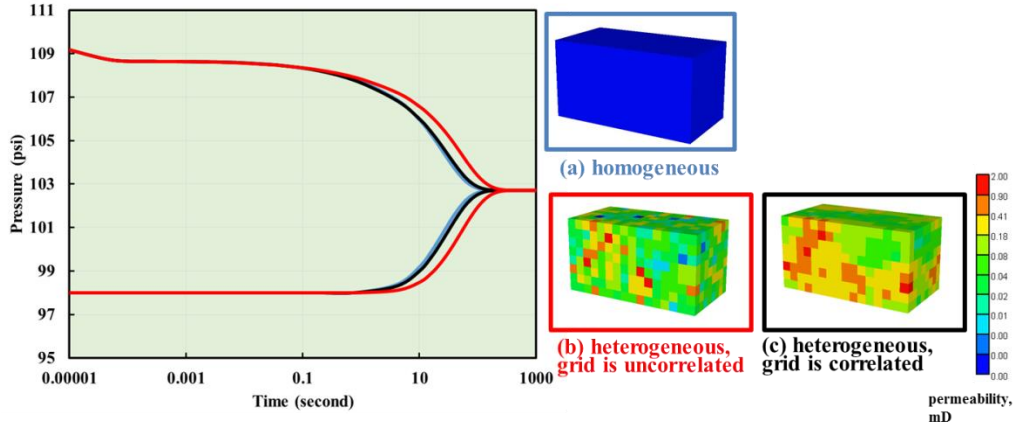 111
109
107
105
103
101
99
97
95
Pressure (psi)
0.00001
0.001
0.1
10
1000
Time (second)
(a) homogeneous
(b) heterogeneous,
grid is uncorrelated
(c) heterogeneous,
grid is correlated
2.00
0.90
0.41
0.18
0.08
0.04
0.02
0.01
0.00
0.00
0.00
permeability,
mD